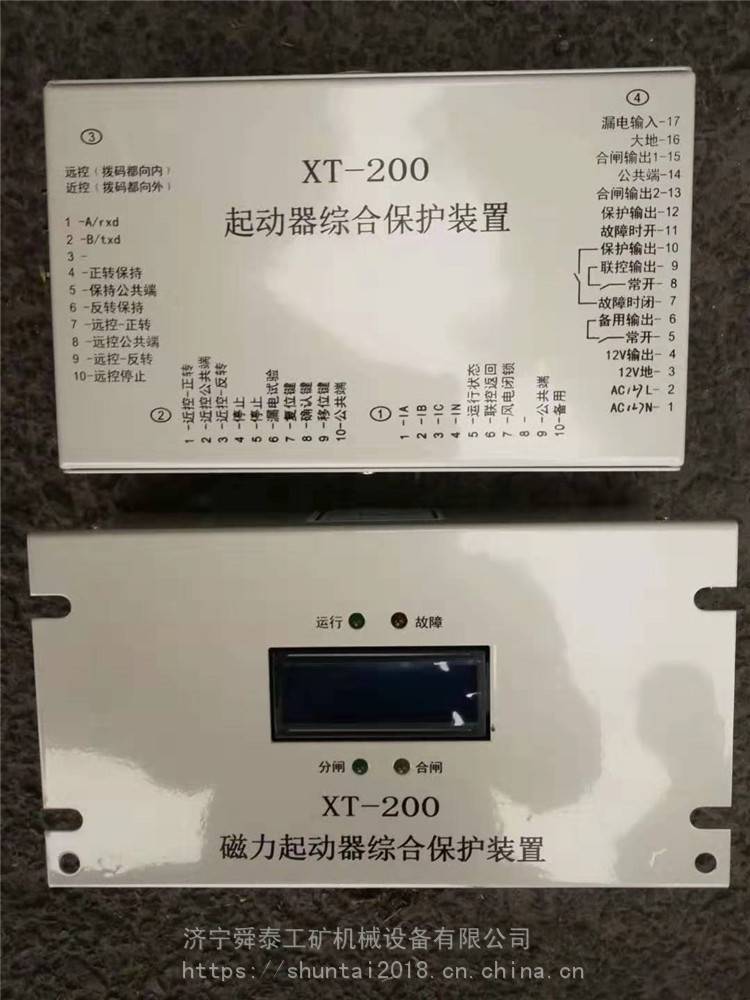 ③
远控（拨码都向内）
近控（拨码都向外）
1 -A/rxd
2 -B/txd
3 -
4 -正转保持
5 -保持公共端
6 -反转保持
7 -远控-正转
8 -远控公共端
9 -远控-反转
10-远控停止
XT-200
起动器综合保护装置
④
漏电输入-17
大地-16
合闸输出1-15
公共端-14
合闸输出2-13
保护输出-12
故障时开-11
保护输出-10
联控输出- 9
常开- 8
故障时闭- 7
备用输出- 6
常开- 5
12V输出- 4
12V地- 3
AC L- 2
AC N- 1
②
1 -近控-正转
2 -近控公共端
3 -近控-反转
4 -停止
5 -停止
6 -漏电试验
7 -复位键
8 -确认键
9 -移位键
10-公共端
①
1 -IA
2 -IB
3 -IC
4 -IN
5 -运行状态
6 -联控返回
7 -风电闭锁
8 -
9 -公共端
10-备用
运行 故障
分闸 合闸
XT-200
磁力起动器综合保护装置
济宁舜泰工矿机械设备有限公司
https://shuntai2018.cn.china.cn/